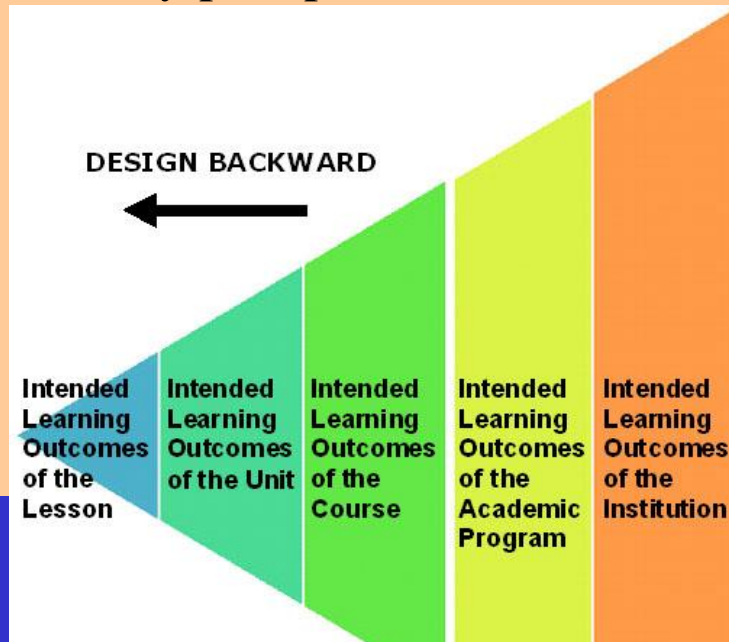 DESIGN BACKWARD
Intended
Learning
Outcomes
of the
Lesson
Intended
Learning
Outcomes
of the Unit
Intended
Learning
Outcomes
of the
Course
Intended
Learning
Outcomes
of the
Academic
Program
Intended
Learning
Outcomes
of the
Institution